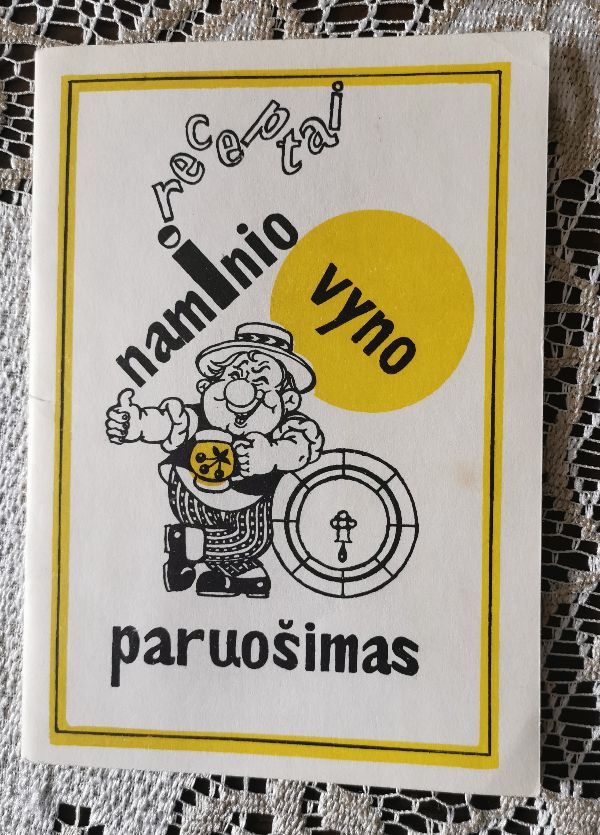 receptai
naminio
vyno
paruošimas